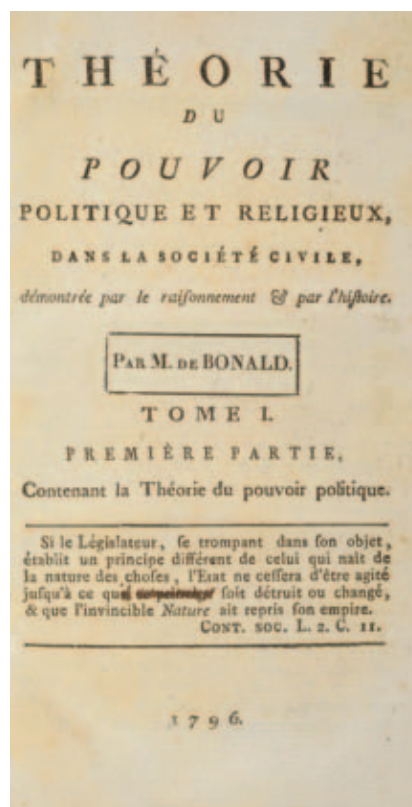 THÉORIE
DU
POUVOIR
POLITIQUE ET RELIGIEUX,
DANS LA SOCIÉTÉ CIVILE,
démontrée par le raiſonnement & par l'hiſtoire.
PAR M. DE BONALD.
TOME I.
PREMIÈRE PARTIE,
Contenant la Théorie du pouvoir politique.
Si le Légiſlateur, ſe trompant dans ſon objet,
établit un principe différent de celui qui naît de
la nature des choſes, l'Etat ne ceſſera d'être agité
juſqu'à ce ſoit détruit ou changé,
& que l'invincible Nature ait repris ſon empire.
CONT. SOC. L. 2. C. 11.
1796.